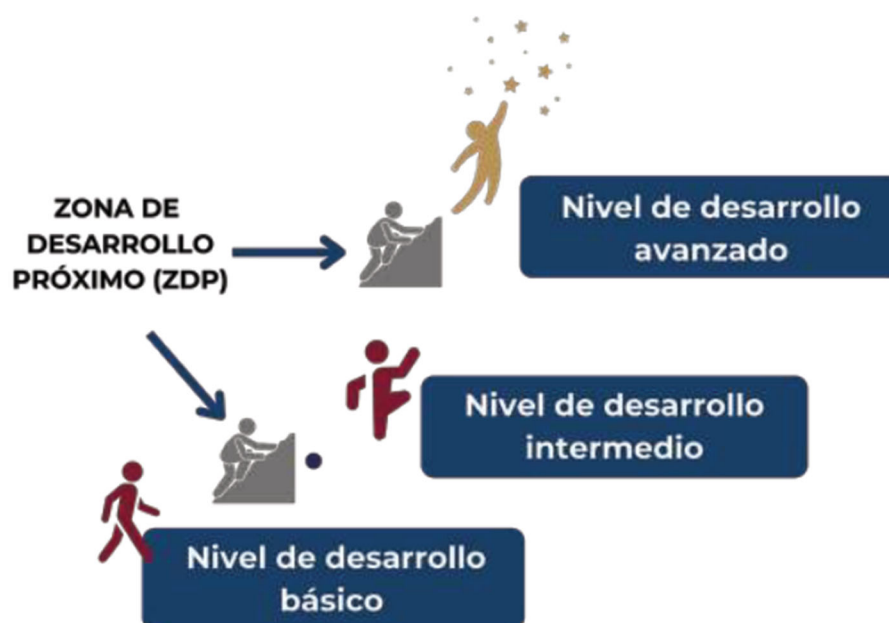 ZONA DE
DESARROLLO
PRÓXIMO (ZDP)
Nivel de desarrollo
avanzado
Nivel de desarrollo
intermedio
Nivel de desarrollo
básico